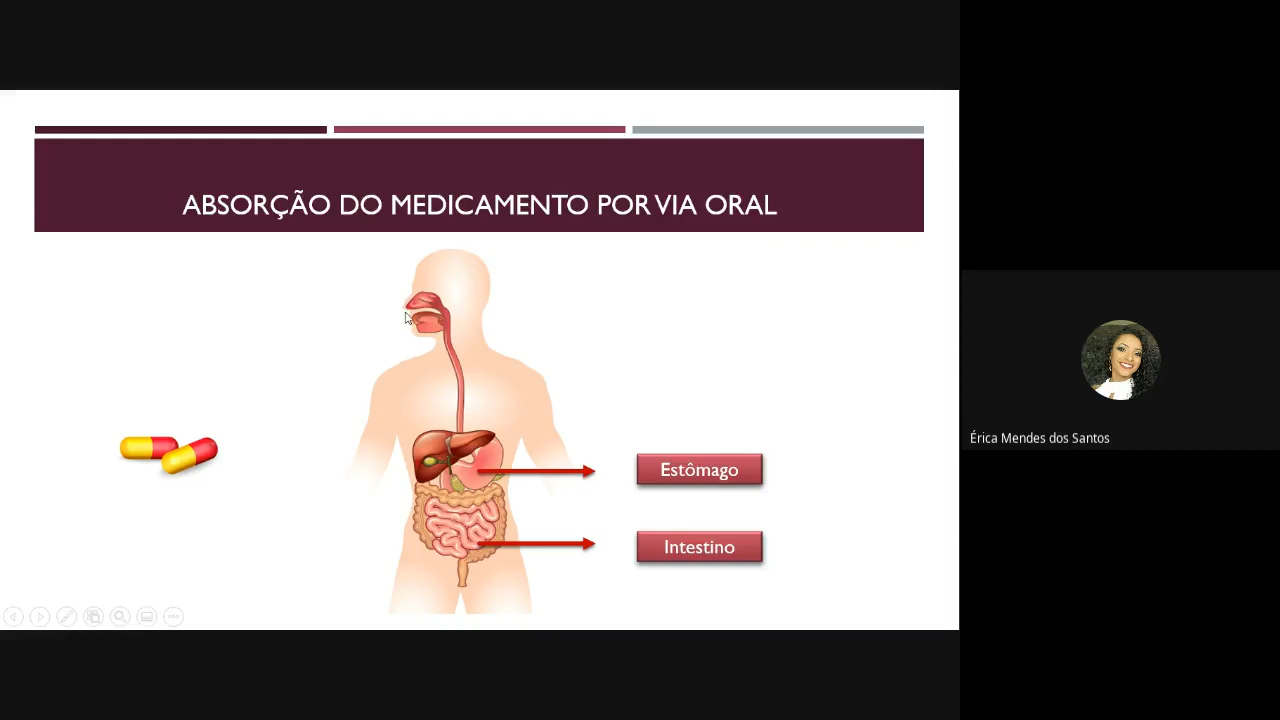 ABSORÇÃO DO MEDICAMENTO POR VIA ORAL
Estômago
Intestino
Érica Mendes dos Santos